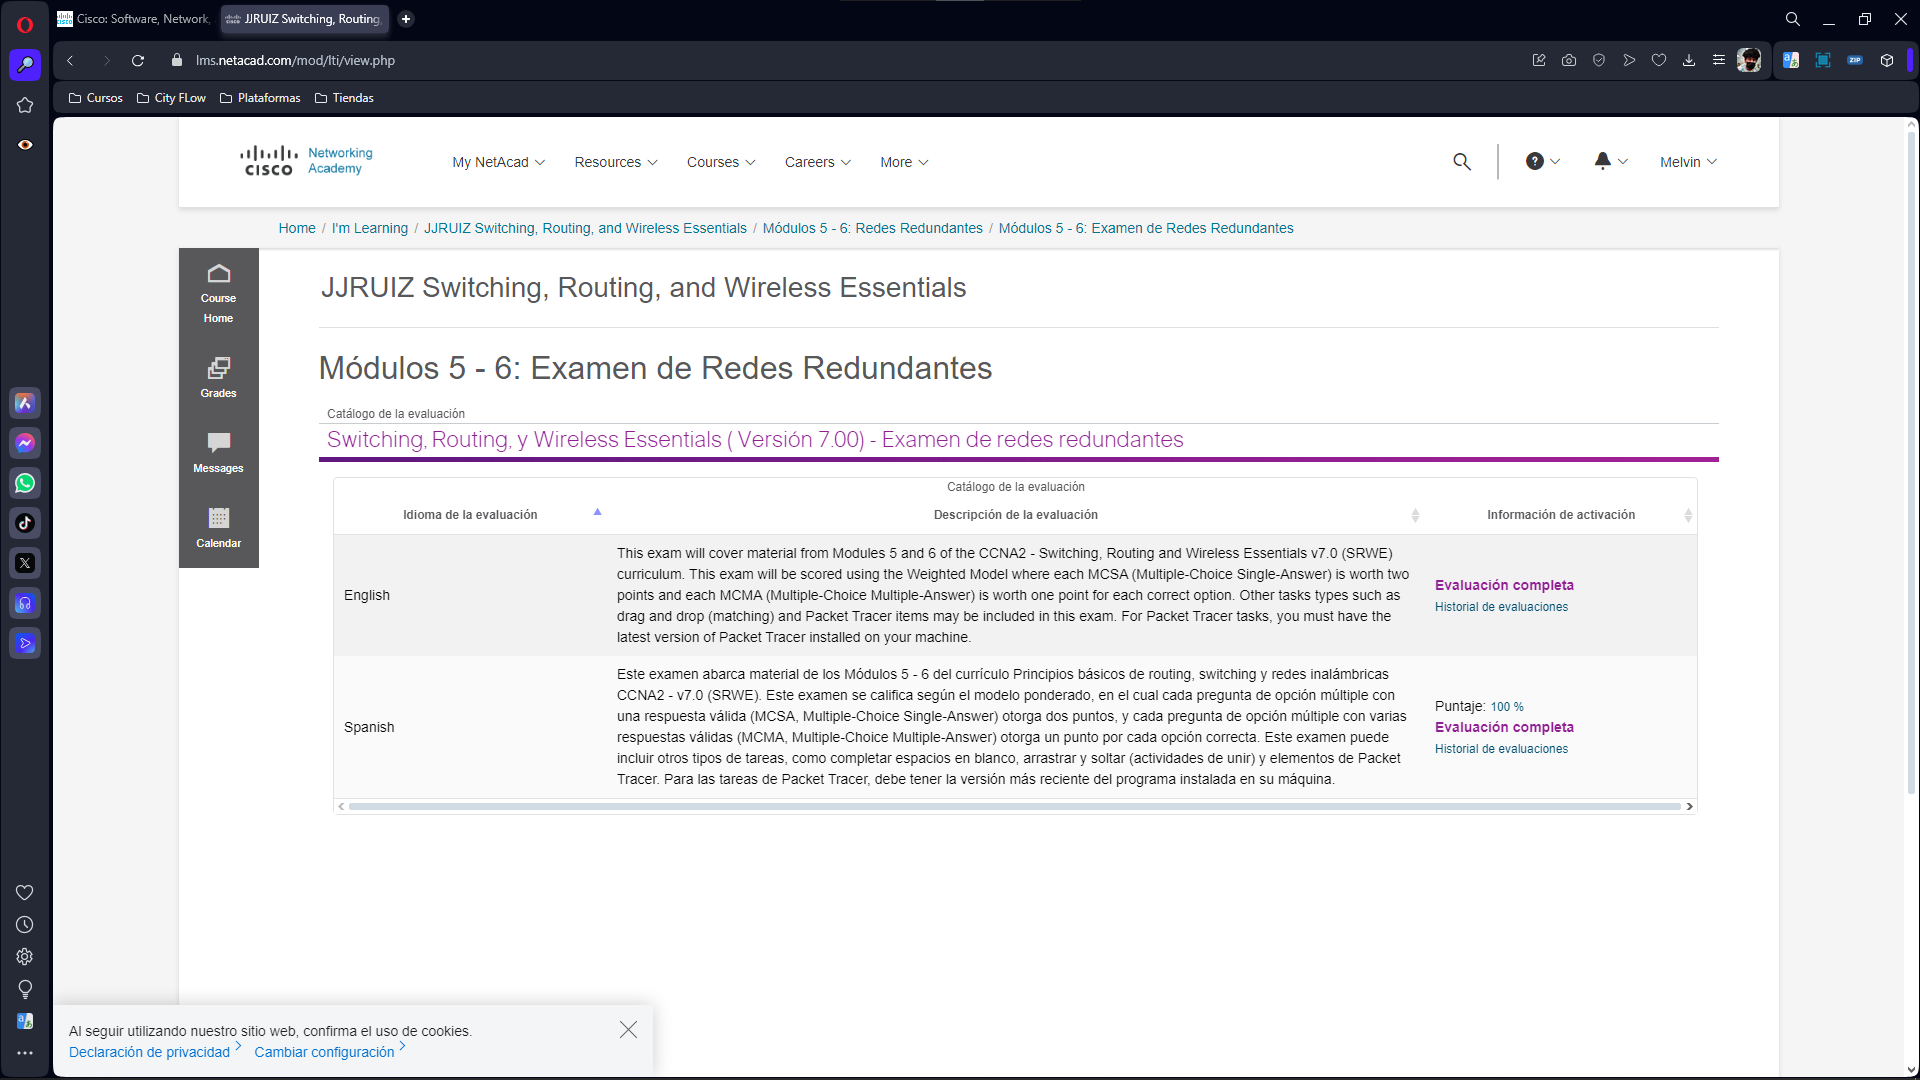 Cisco: Software, Network,
JJRUIZ Switching, Routing,
lms.netacad.com/mod/lti/view.php
Cursos
City FLow
Plataformas
Tiendas
CISCO
Networking
Academy
My NetAcad
Resources
Courses
Careers
More
Melvin
Home / I'm Learning / JJRUIZ Switching, Routing, and Wireless Essentials / Módulos 5 - 6: Redes Redundantes / Módulos 5 - 6: Examen de Redes Redundantes
Course
Home
Grades
Messages
Calendar
JJRUIZ Switching, Routing, and Wireless Essentials
Módulos 5 - 6: Examen de Redes Redundantes
Catálogo de la evaluación
Switching, Routing, y Wireless Essentials ( Versión 7.00) - Examen de redes redundantes
Catálogo de la evaluación
Idioma de la evaluación
Descripción de la evaluación
Información de activación
English
This exam will cover material from Modules 5 and 6 of the CCNA2 - Switching, Routing and Wireless Essentials v7.0 (SRWE)
curriculum. This exam will be scored using the Weighted Model where each MCSA (Multiple-Choice Single-Answer) is worth two
points and each MCMA (Multiple-Choice Multiple-Answer) is worth one point for each correct option. Other tasks types such as
drag and drop (matching) and Packet Tracer items may be included in this exam. For Packet Tracer tasks, you must have the
latest version of Packet Tracer installed on your machine.
Evaluación completa
Historial de evaluaciones
Spanish
Este examen abarca material de los Módulos 5 - 6 del currículo Principios básicos de routing, switching y redes inalámbricas
CCNA2 - v7.0 (SRWE). Este examen se califica según el modelo ponderado, en el cual cada pregunta de opción múltiple con
una respuesta válida (MCSA, Multiple-Choice Single-Answer) otorga dos puntos, y cada pregunta de opción múltiple con varias
respuestas válidas (MCMA, Multiple-Choice Multiple-Answer) otorga un punto por cada opción correcta. Este examen puede
incluir otros tipos de tareas, como completar espacios en blanco, arrastrar y soltar (actividades de unir) y elementos de Packet
Tracer. Para las tareas de Packet Tracer, debe tener la versión más reciente del programa instalada en su máquina.
Puntaje: 100 %
Evaluación completa
Historial de evaluaciones
Al seguir utilizando nuestro sitio web, confirma el uso de cookies.
Declaración de privacidad
Cambiar configuración